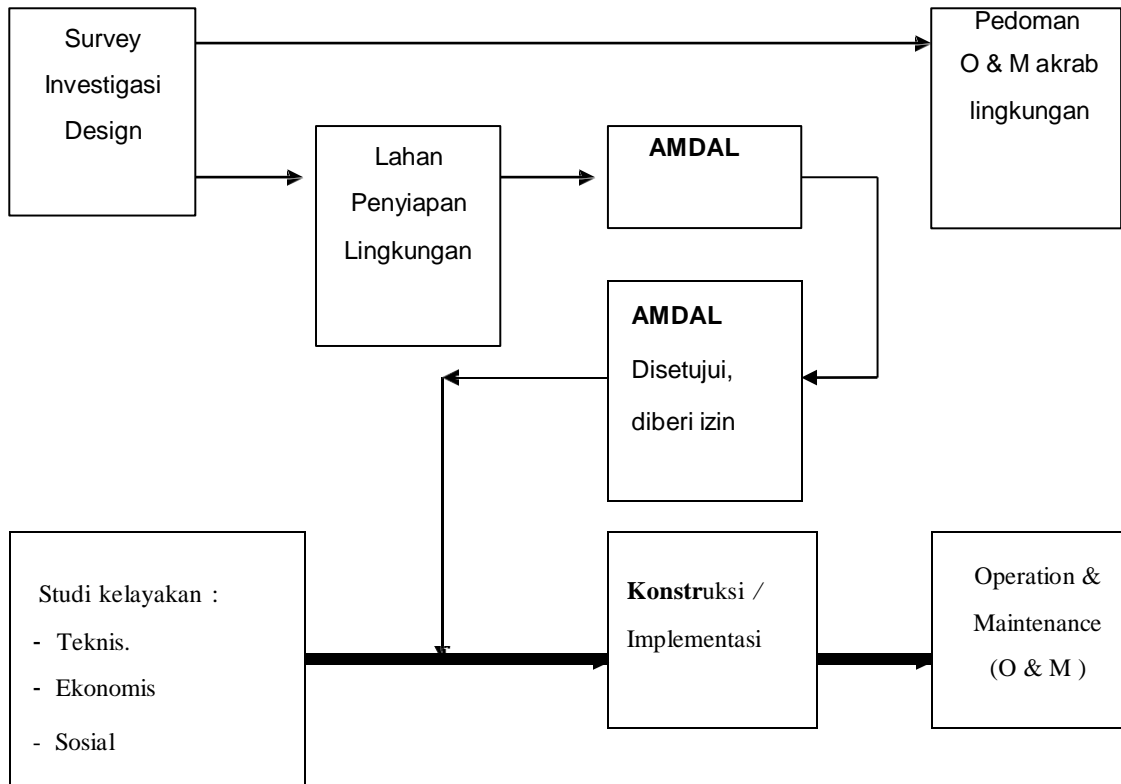 Survey
Investigasi
Design
Pedoman
O & M akrab
lingkungan
Lahan
Penyiapan
Lingkungan
AMDAL
AMDAL
Disetujui,
diberi izin
Studi kelayakan :
- Teknis.
- Ekonomis
- Sosial
Konstruksi /
Implementasi
Operation &
Maintenance
(O & M )